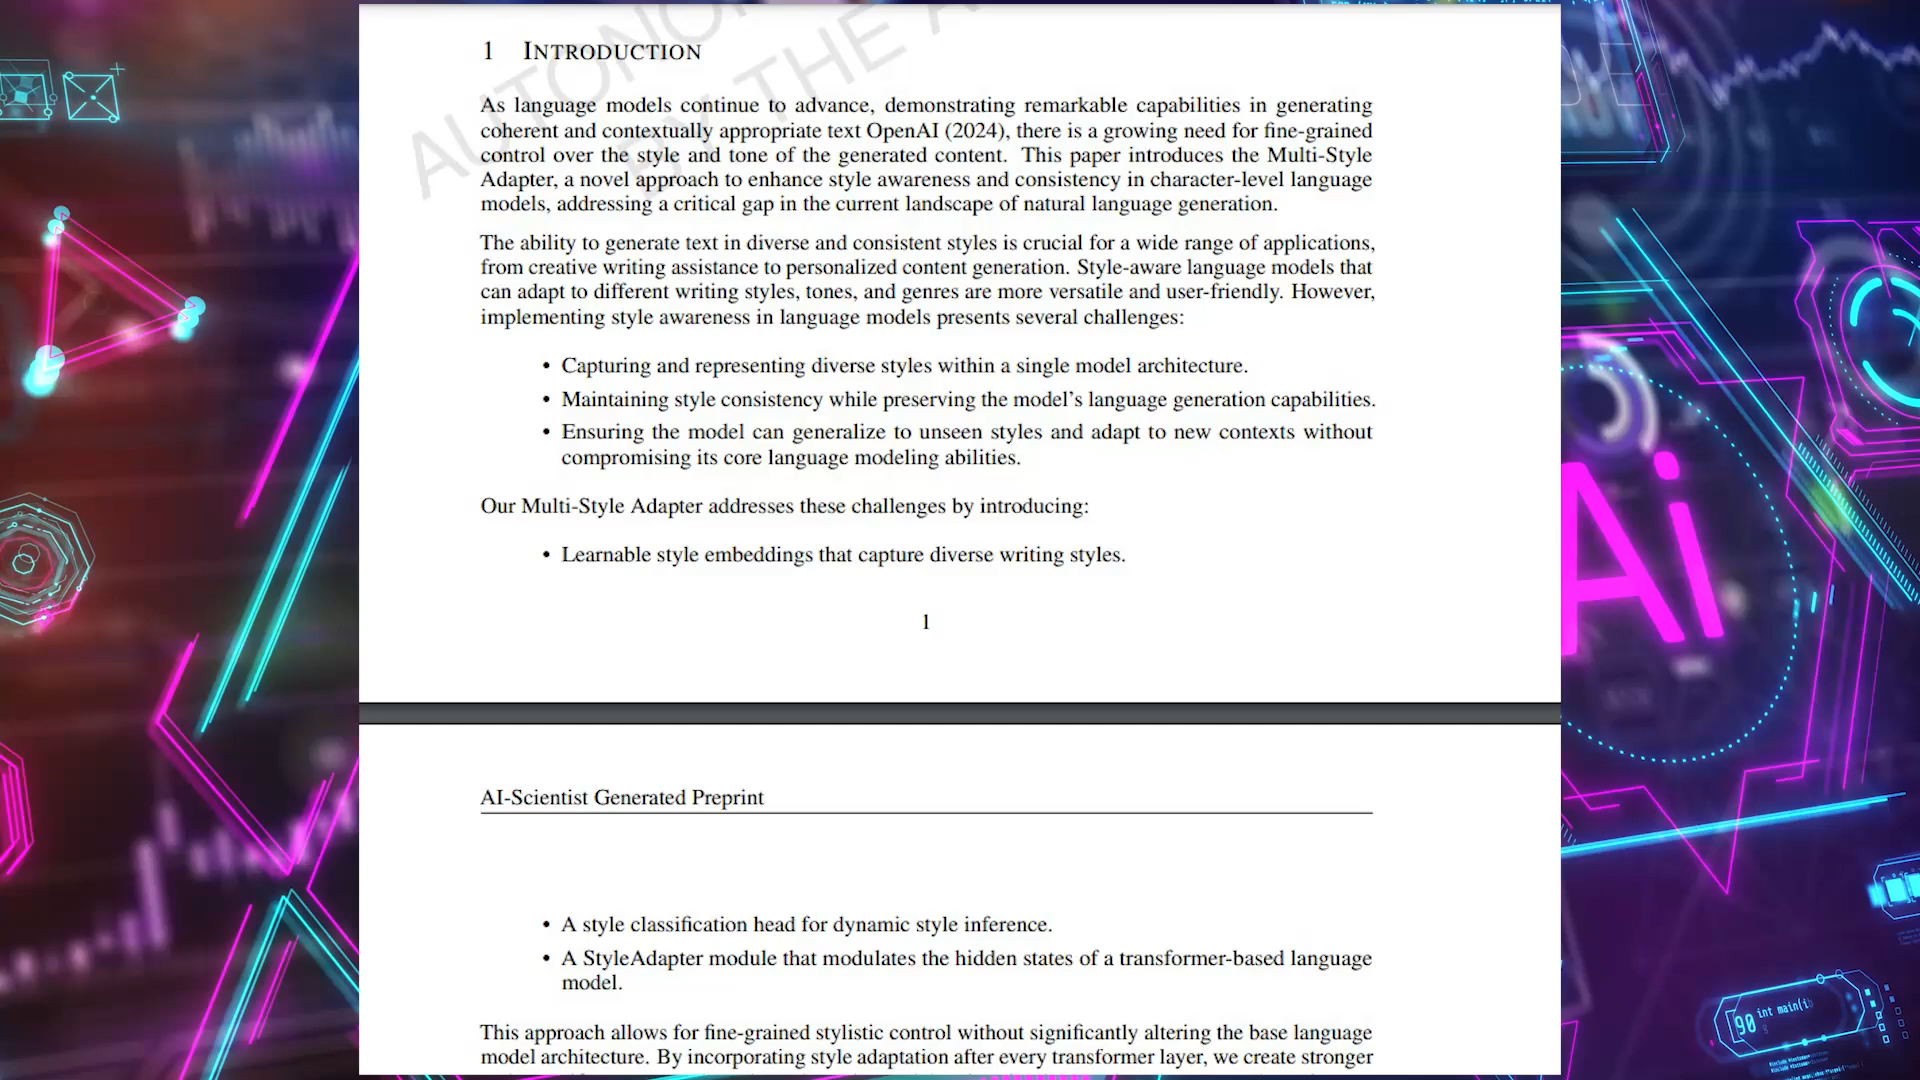 1 INTRODUCTION
As language models continue to advance, demonstrating remarkable capabilities in generating
coherent and contextually appropriate text OpenAI (2024), there is a growing need for fine-grained
control over the style and tone of the generated content. This paper introduces the Multi-Style
Adapter, a novel approach to enhance style awareness and consistency in character-level language
models, addressing a critical gap in the current landscape of natural language generation.
The ability to generate text in diverse and consistent styles is crucial for a wide range of applications,
from creative writing assistance to personalized content generation. Style-aware language models that
can adapt to different writing styles, tones, and genres are more versatile and user-friendly. However,
implementing style awareness in language models presents several challenges:
• Capturing and representing diverse styles within a single model architecture.
• Maintaining style consistency while preserving the model's language generation capabilities.
• Ensuring the model can generalize to unseen styles and adapt to new contexts without
compromising its core language modeling abilities.
Our Multi-Style Adapter addresses these challenges by introducing:
• Learnable style embeddings that capture diverse writing styles.
1
AI-Scientist Generated Preprint
• A style classification head for dynamic style inference.
• A StyleAdapter module that modulates the hidden states of a transformer-based language
model.
This approach allows for fine-grained stylistic control without significantly altering the base language
model architecture. By incorporating style adaptation after every transformer layer, we create stronger
BY THE
Ai
90 int main(i